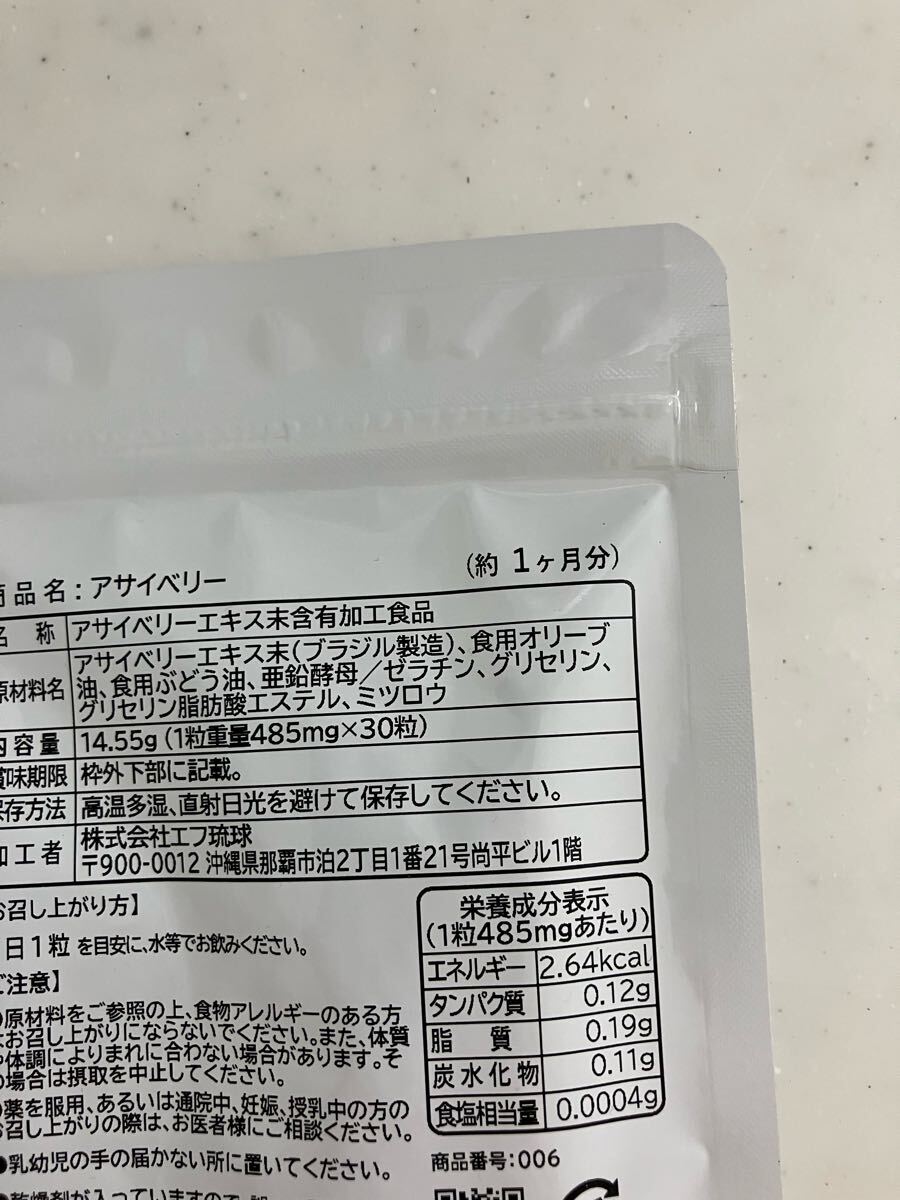 商品名：アサイベリー
(約 1ヶ月分)
名 称 アサイベリーエキス末含有加工食品
原材料名 アサイベリーエキス末（ブラジル製造）、食用オリーブ
油、食用ぶどう油、亜鉛酵母／ゼラチン、グリセリン、
グリセリン脂肪酸エステル、ミツロウ
内容量 14.55g (1粒重量485mg×30粒)
賞味期限 枠外下部に記載。
保存方法 高温多湿、直射日光を避けて保存してください。
加工者 株式会社エフ琉球
〒900-0012 沖縄県那覇市泊2丁目1番21号尚平ビル1階
お召し上がり方】
日1粒 を目安に、水等でお飲みください。
ご注意】
●原材料をご参照の上、食物アレルギーのある方
はお召し上がりにならないでください。また、体質
や体調によりまれに合わない場合があります。そ
の場合は摂取を中止してください。
●薬を服用、あるいは通院中、妊娠、授乳中の方の
お召し上がりの際は、お医者様にご相談ください。
●乳幼児の手の届かない所に置いてください。
●乾燥剤が入っていますので、
栄養成分表示
(1粒485mgあたり)
エネルギー 2.64kcal
タンパク質 0.12g
脂 質 0.19g
炭水化物 0.11g
食塩相当量 0.0004g
商品番号：006